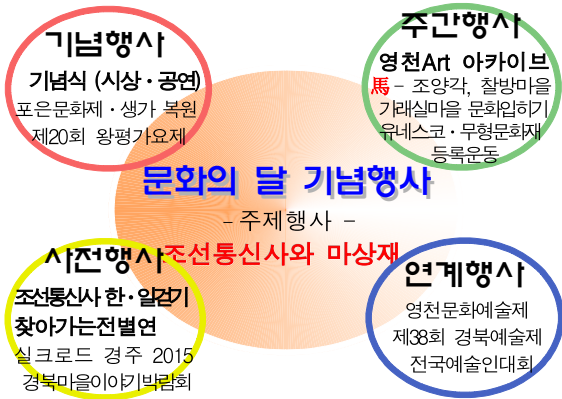 기념행사
기념식 (시상·공연)
포은문화제·생가 복원
제20회 왕평가요제
주간행사
영천Art 아카이브
馬 - 조양각, 찰방마을
가래실마을 문화입히기
유네스코·무형문화재
등록운동
문화의 달 기념행사
- 주제행사 -
조선통신사와 마상재
사전행사
조선통신사 한·일걷기
찾아가는전별연
실크로드 경주 2015
경북마을이야기박람회
연계행사
영천문화예술제
제38회 경북예술제
전국예술인대회